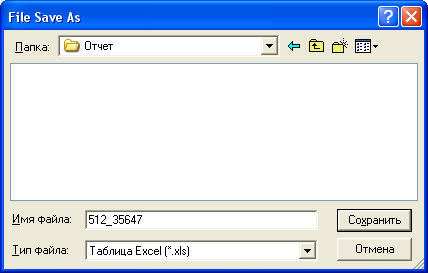 File Save As
Папка: Отчет
Имя файла: 512_35647 Сохранить
Тип файла: Таблица Excel (*.xls) Отмена